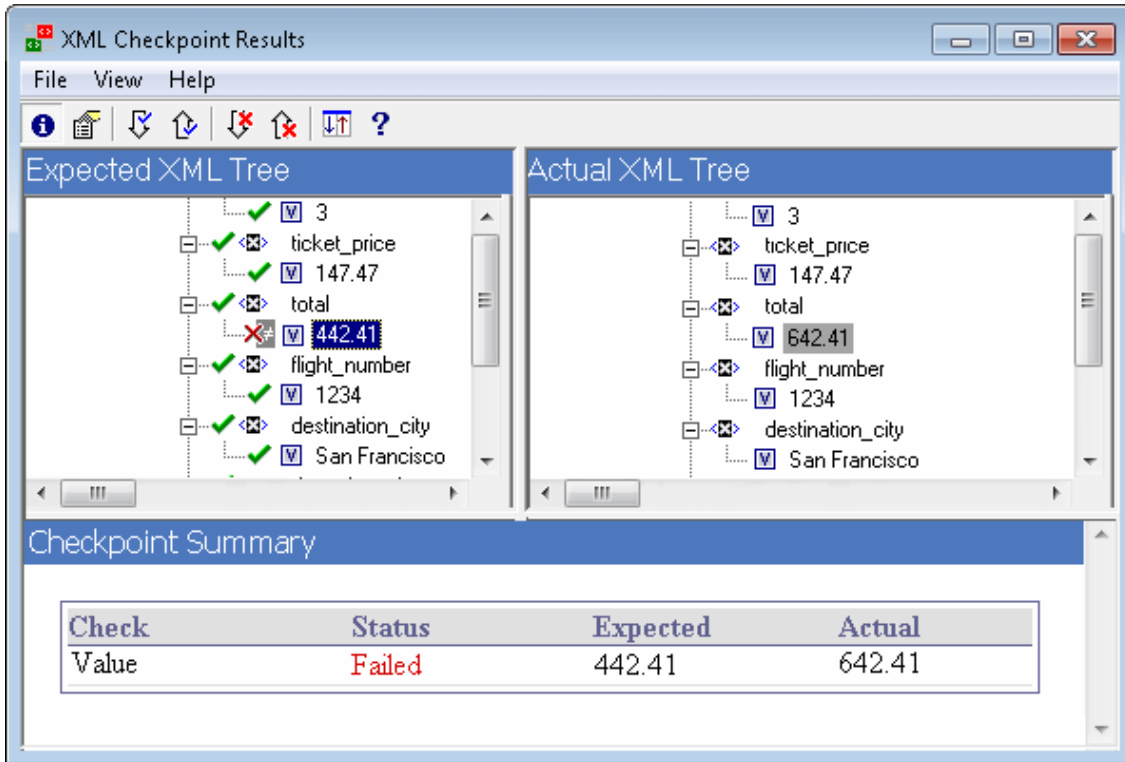 XML Checkpoint Results
File View Help
Expected XML Tree
3
ticket_price
147.47
total
442.41
flight_number
1234
destination_city
San Francisco
Actual XML Tree
3
ticket_price
147.47
total
642.41
flight_number
1234
destination_city
San Francisco
Checkpoint Summary
Check Status Expected Actual
Value Failed 442.41 642.41